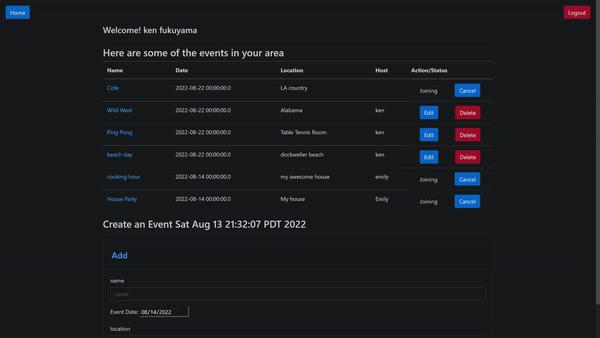 Home Logout
Welcome! ken fukuyama
Here are some of the events in your area
Name Date Location Host Action/Status
Cofe 2022-08-22 00:00:00.0 LA country Joining Cancel
Wild West 2022-08-22 00:00:00.0 Alabama ken Edit Delete
Ping Pong 2022-08-22 00:00:00.0 Table Tennis Room ken Edit Delete
beach day 2022-08-22 00:00:00.0 dockweller beach ken Edit Delete
cooking hour 2022-08-14 00:00:00.0 my awesome house emily Joining Cancel
House Party 2022-08-14 00:00:00.0 My house Emily Joining Cancel
Create an Event Sat Aug 13 21:32:07 PDT 2022
Add
name
name
Event Date: 08/14/2022
location